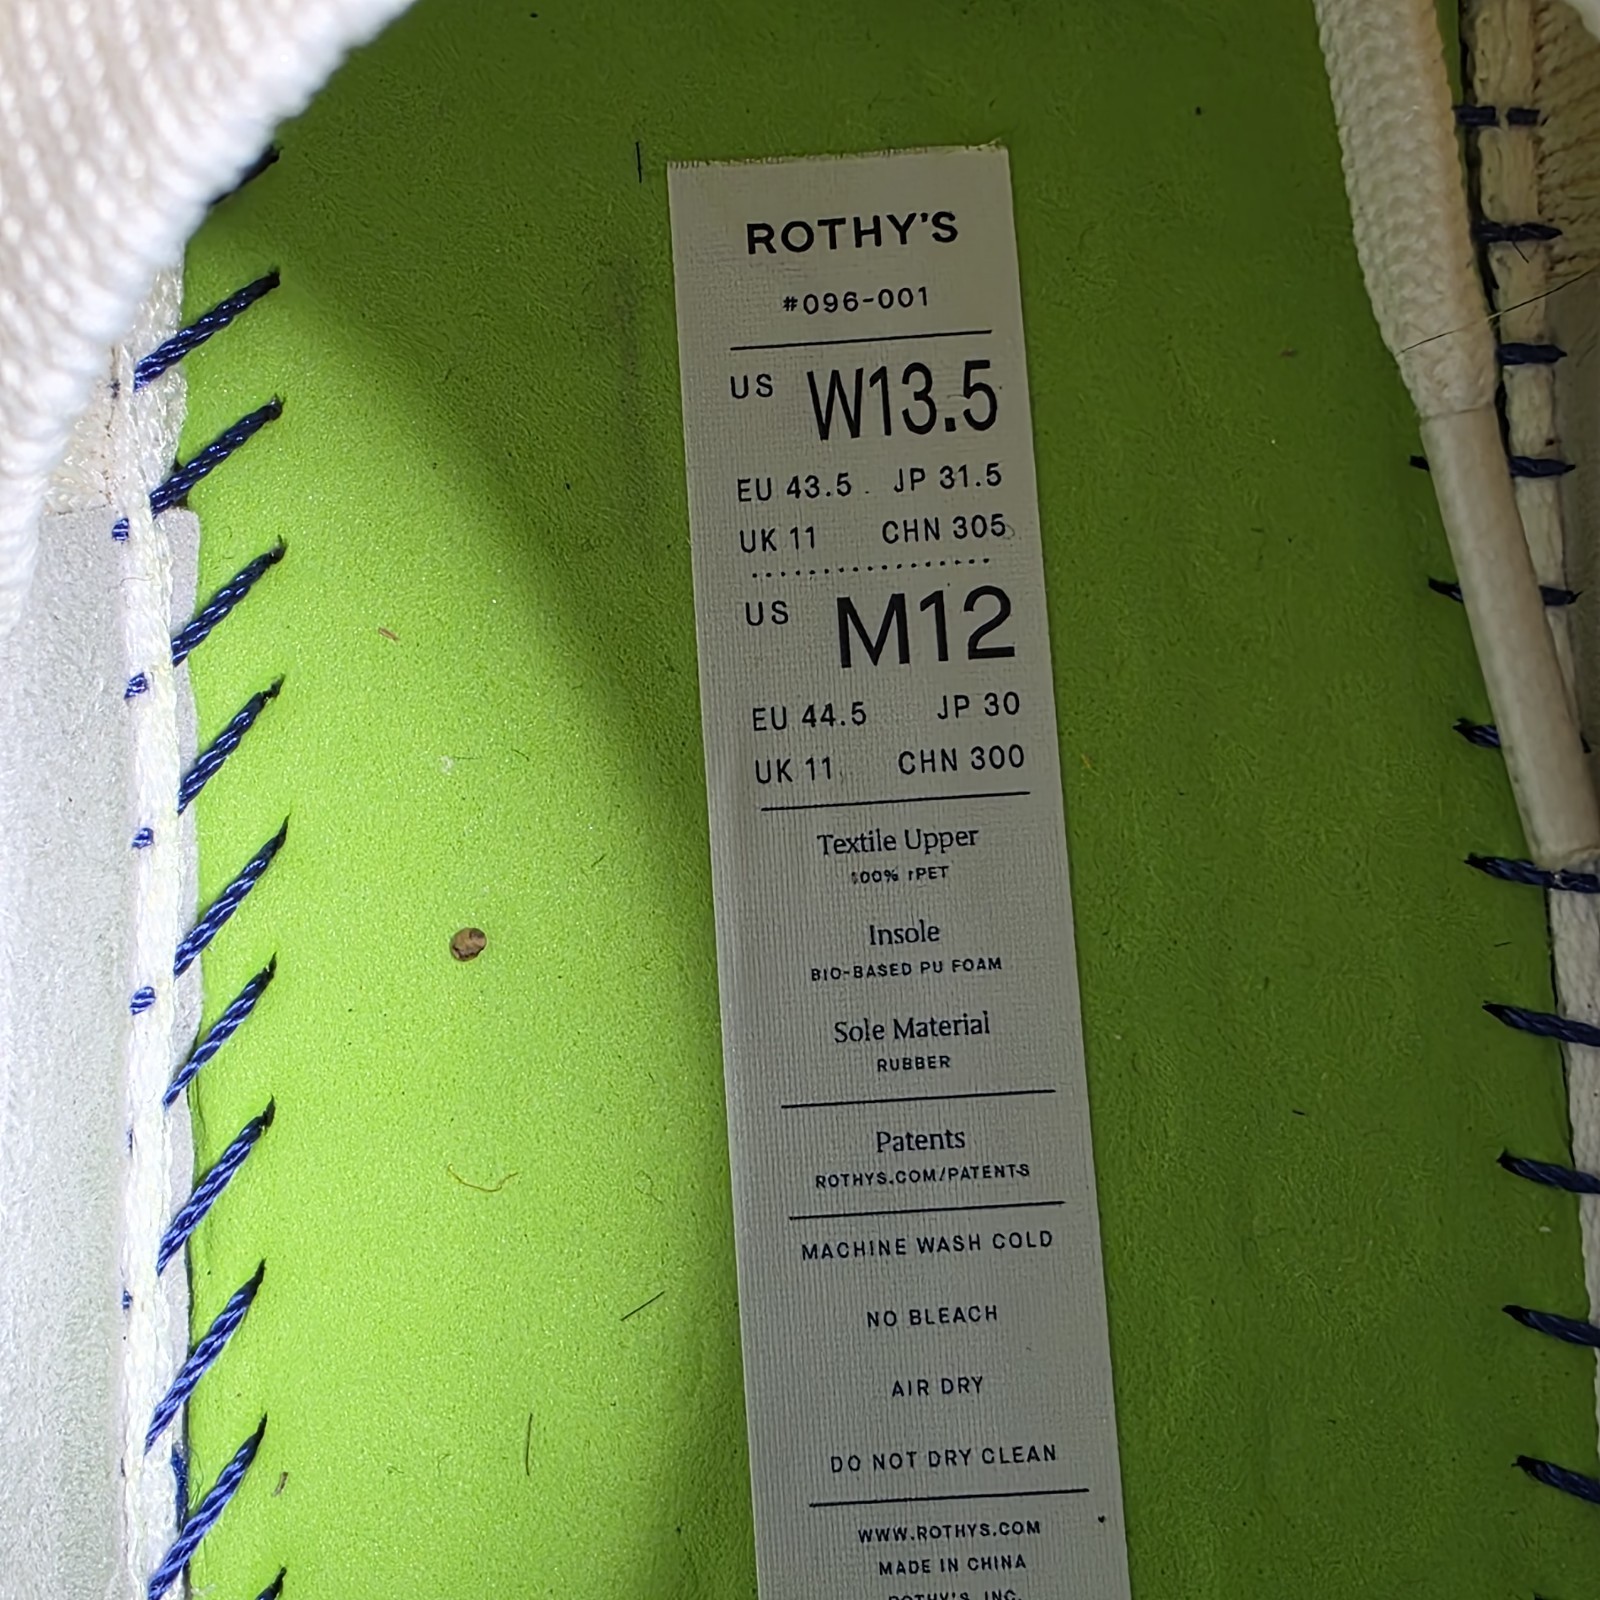 ROTHY'S
#096-001
US W13.5
EU 43.5 JP 31.5
UK 11 CHN 305
US M12
EU 44.5 JP 30
UK 11 CHN 300
Textile Upper
100% rPET
Insole
BIO-BASED PU FOAM
Sole Material
RUBBER
Patents
ROTHYS.COM/PATENTS
MACHINE WASH COLD
NO BLEACH
AIR DRY
DO NOT DRY CLEAN
WWW.ROTHYS.COM
MADE IN CHINA
ROTHY'S, INC.